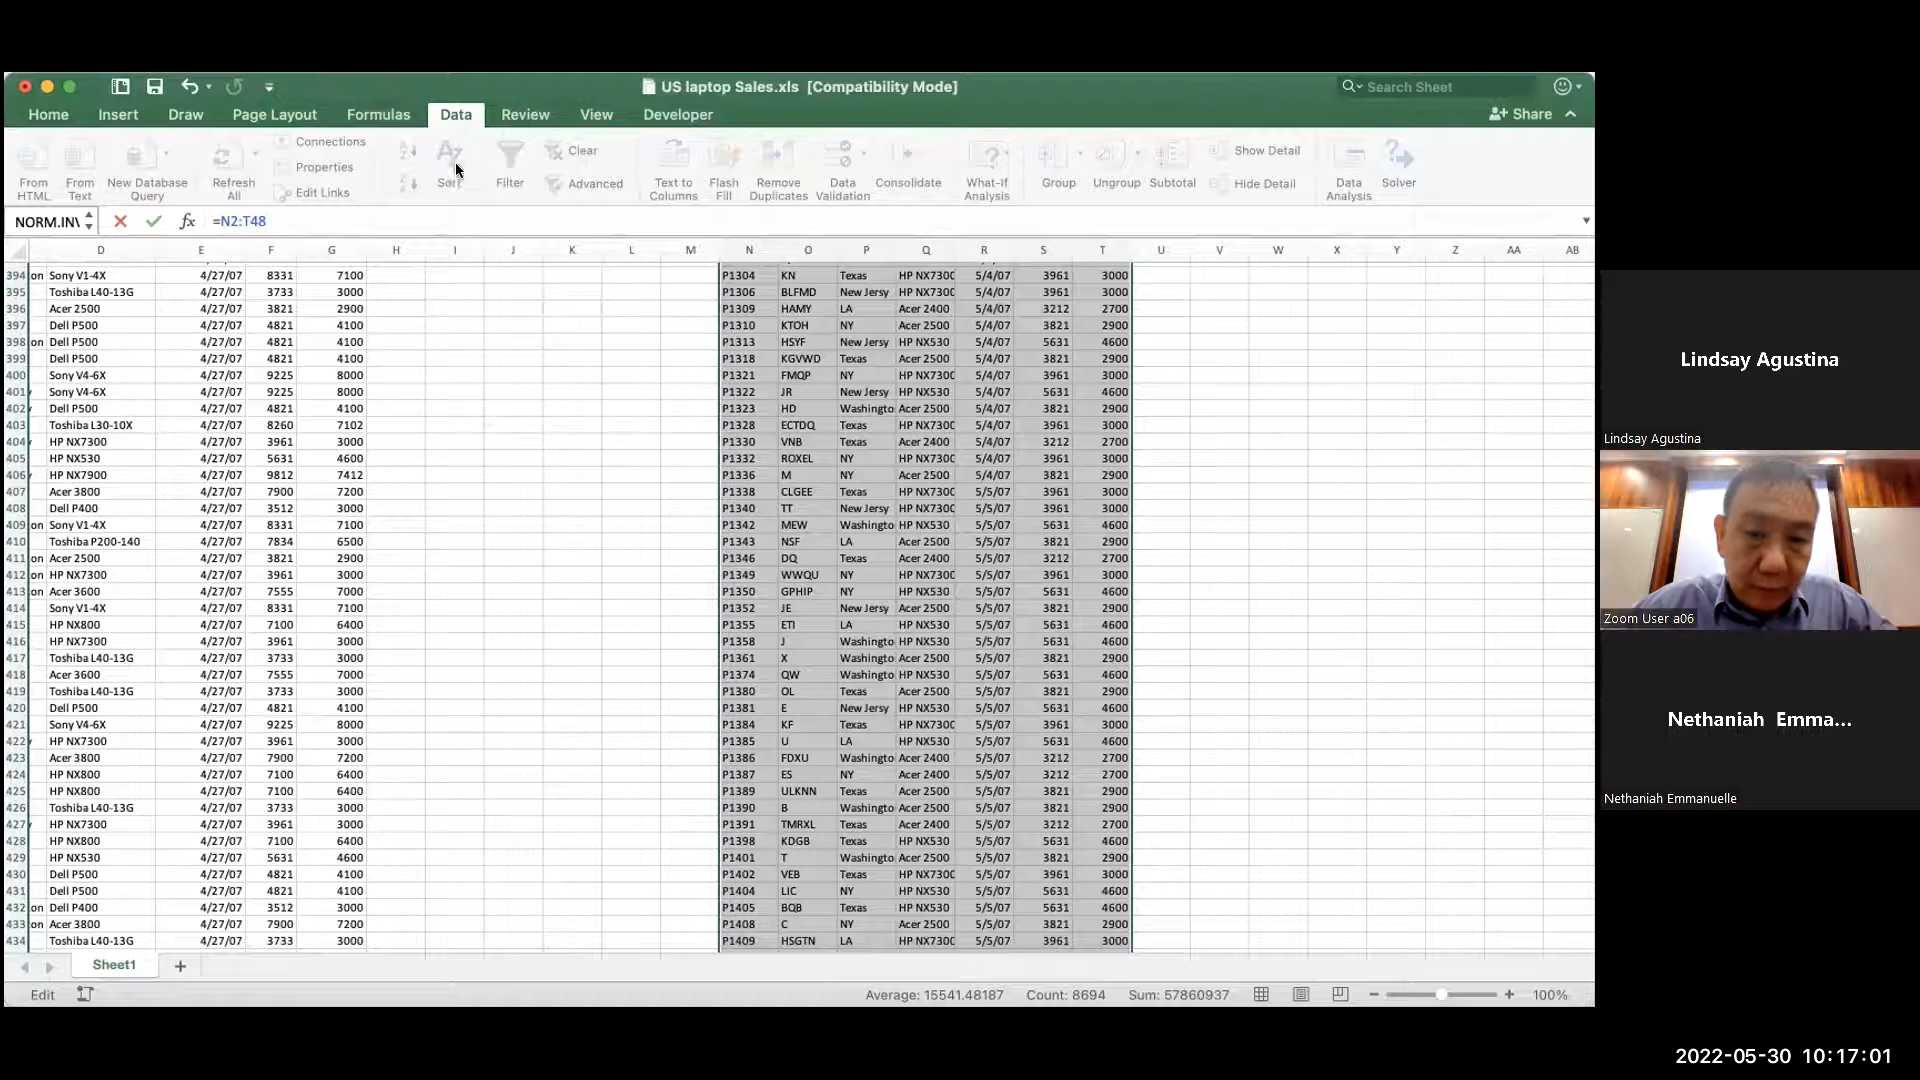 US laptop Sales.xls [Compatibility Mode]
Search Sheet
Home Insert Draw Page Layout Formulas Data Review View Developer
Share
From HTML
From Text
New Database Query
Refresh All
Connections
Properties
Edit Links
Sort
Filter
Clear
Advanced
Text to Columns
Flash Fill
Remove Duplicates
Data Validation
Consolidate
What-If Analysis
Group
Ungroup
Subtotal
Show Detail
Hide Detail
Data Analysis
Solver
NORM.IN\ fx =N2:T48
D E F G H I J K L M N O P Q R S T U V W X Y Z AA AB
394 on Sony V1-4X 4/27/07 8331 7100 P1304 KN Texas HP NX730C 5/4/07 3961 3000
395 Toshiba L40-13G 4/27/07 3733 3000 P1306 BLFMD New Jersy HP NX730C 5/4/07 3961 3000
396 Acer 2500 4/27/07 3821 2900 P1309 HAMY LA Acer 2400 5/4/07 3212 2700
397 Dell P500 4/27/07 4821 4100 P1310 KTOH NY Acer 2500 5/4/07 3821 2900
398 on Dell P500 4/27/07 4821 4100 P1313 HSYF New Jersy HP NX530 5/4/07 5631 4600
399 Dell P500 4/27/07 4821 4100 P1318 KGVWD Texas Acer 2500 5/4/07 3821 2900
400 Sony V4-6X 4/27/07 9225 8000 P1321 FMQP NY HP NX730C 5/4/07 3961 3000
401 Sony V4-6X 4/27/07 9225 8000 P1322 JR New Jersy HP NX530 5/4/07 5631 4600
402 Dell P500 4/27/07 4821 4100 P1323 HD Washingto Acer 2500 5/4/07 3821 2900
403 Toshiba L30-10X 4/27/07 8260 7102 P1328 ECTDQ Texas HP NX730C 5/4/07 3961 3000
404 HP NX7300 4/27/07 3961 3000 P1330 VNB Texas Acer 2400 5/4/07 3212 2700
405 HP NX530 4/27/07 5631 4600 P1332 ROXEL NY HP NX730C 5/4/07 3961 3000
406 HP NX7900 4/27/07 9812 7412 P1336 M NY Acer 2500 5/4/07 3821 2900
407 Acer 3800 4/27/07 7900 7200 P1338 CLGEE Texas HP NX730C 5/5/07 3961 3000
408 Dell P400 4/27/07 3512 3000 P1340 TT New Jersy HP NX730C 5/5/07 3961 3000
409 on Sony V1-4X 4/27/07 8331 7100 P1342 MEW Washingto HP NX530 5/5/07 5631 4600
410 Toshiba P200-140 4/27/07 7834 6500 P1343 NSF LA Acer 2500 5/5/07 3821 2900
411 on Acer 2500 4/27/07 3821 2900 P1346 DQ Texas Acer 2400 5/5/07 3212 2700
412 on HP NX7300 4/27/07 3961 3000 P1349 WWQU NY HP NX730C 5/5/07 3961 3000
413 on Acer 3600 4/27/07 7555 7000 P1350 GPHIP NY HP NX530 5/5/07 5631 4600
414 Sony V1-4X 4/27/07 8331 7100 P1352 JE New Jersy Acer 2500 5/5/07 3821 2900
415 HP NX800 4/27/07 7100 6400 P1355 ETI LA HP NX530 5/5/07 5631 4600
416 HP NX7300 4/27/07 3961 3000 P1358 J Washingto HP NX530 5/5/07 5631 4600
417 Toshiba L40-13G 4/27/07 3733 3000 P1361 X Washingto Acer 2500 5/5/07 3821 2900
418 Acer 3600 4/27/07 7555 7000 P1374 QW Washingto HP NX530 5/5/07 5631 4600
419 Toshiba L40-13G 4/27/07 3733 3000 P1380 OL Texas Acer 2500 5/5/07 3821 2900
420 Dell P500 4/27/07 4821 4100 P1381 E New Jersy HP NX530 5/5/07 5631 4600
421 Sony V4-6X 4/27/07 9225 8000 P1384 KF Texas HP NX730C 5/5/07 3961 3000
422 HP NX7300 4/27/07 3961 3000 P1385 U LA HP NX530 5/5/07 5631 4600
423 Acer 3800 4/27/07 7900 7200 P1386 FDXU Washingto Acer 2400 5/5/07 3212 2700
424 HP NX800 4/27/07 7100 6400 P1387 ES NY Acer 2400 5/5/07 3212 2700
425 HP NX800 4/27/07 7100 6400 P1389 ULKNN Texas Acer 2500 5/5/07 3821 2900
426 Toshiba L40-13G 4/27/07 3733 3000 P1390 B Washingto Acer 2500 5/5/07 3821 2900
427 HP NX7300 4/27/07 3961 3000 P1391 TMRXL Texas Acer 2400 5/5/07 3212 2700
428 HP NX800 4/27/07 7100 6400 P1398 KDGB Texas HP NX530 5/5/07 5631 4600
429 HP NX530 4/27/07 5631 4600 P1401 T Washingto Acer 2500 5/5/07 3821 2900
430 Dell P500 4/27/07 4821 4100 P1402 VEB Texas HP NX730C 5/5/07 3961 3000
431 Dell P500 4/27/07 4821 4100 P1404 LIC NY HP NX530 5/5/07 5631 4600
432 on Dell P400 4/27/07 3512 3000 P1405 BQB Texas HP NX530 5/5/07 5631 4600
433 on Acer 3800 4/27/07 7900 7200 P1408 C NY Acer 2500 5/5/07 3821 2900
434 Toshiba L40-13G 4/27/07 3733 3000 P1409 HSGTN LA HP NX730C 5/5/07 3961 3000
Sheet1
Edit Average: 15541.48187 Count: 8694 Sum: 57860937 100%
Lindsay Agustina
Lindsay Agustina
Zoom User a06
Nethaniah Emma...
Nethaniah Emmanuelle
2022-05-30 10:17:01